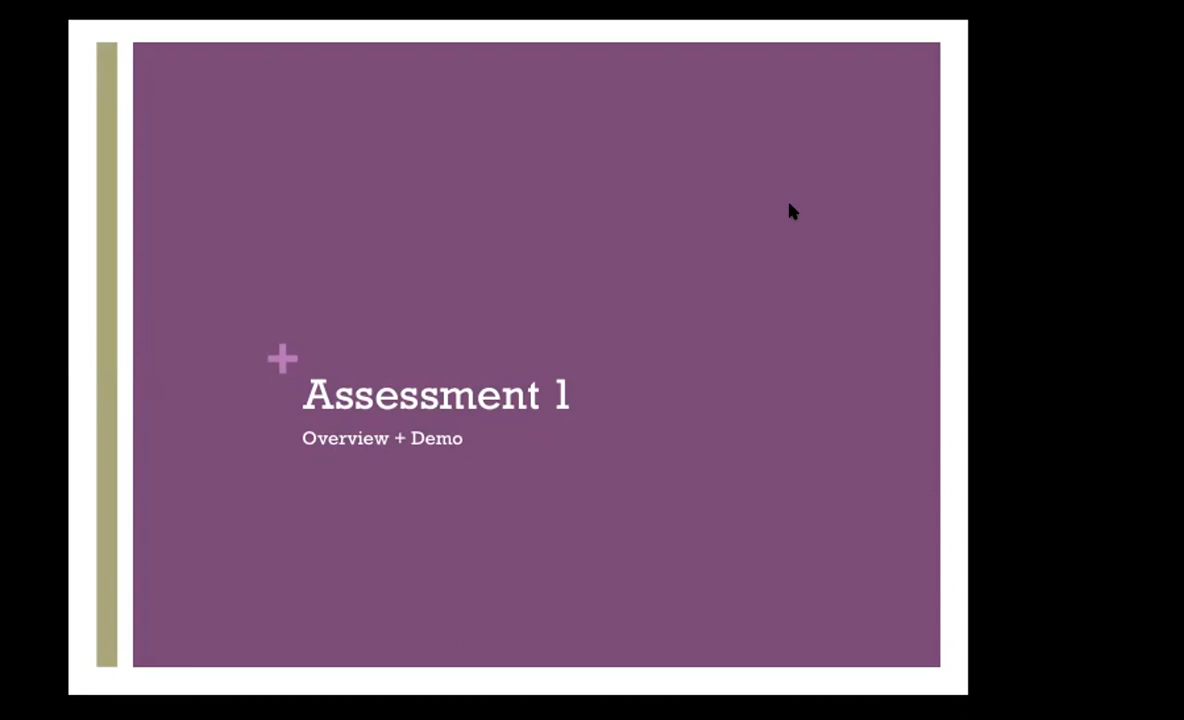 +
Assessment 1
Overview + Demo